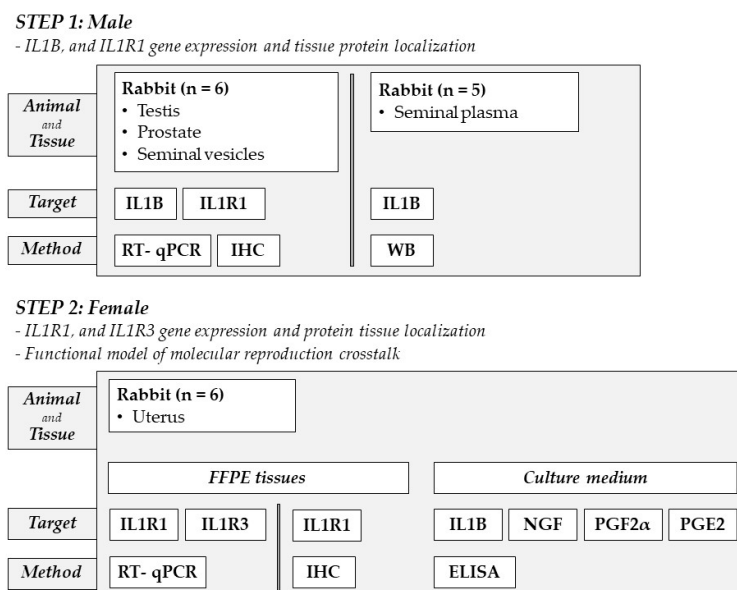 STEP 1: Male
- IL1B, and IL1R1 gene expression and tissue protein localization
Animal
and
Tissue
Rabbit (n = 6)
• Testis
• Prostate
• Seminal vesicles
Rabbit (n = 5)
• Seminal plasma
Target
IL1B
IL1R1
IL1B
Method
RT- qPCR
IHC
WB
STEP 2: Female
- IL1R1, and IL1R3 gene expression and protein tissue localization
- Functional model of molecular reproduction crosstalk
Animal
and
Tissue
Rabbit (n = 6)
• Uterus
FFPE tissues
Culture medium
Target
IL1R1
IL1R3
IL1R1
IL1B
NGF
PGF2α
PGE2
Method
RT- qPCR
IHC
ELISA